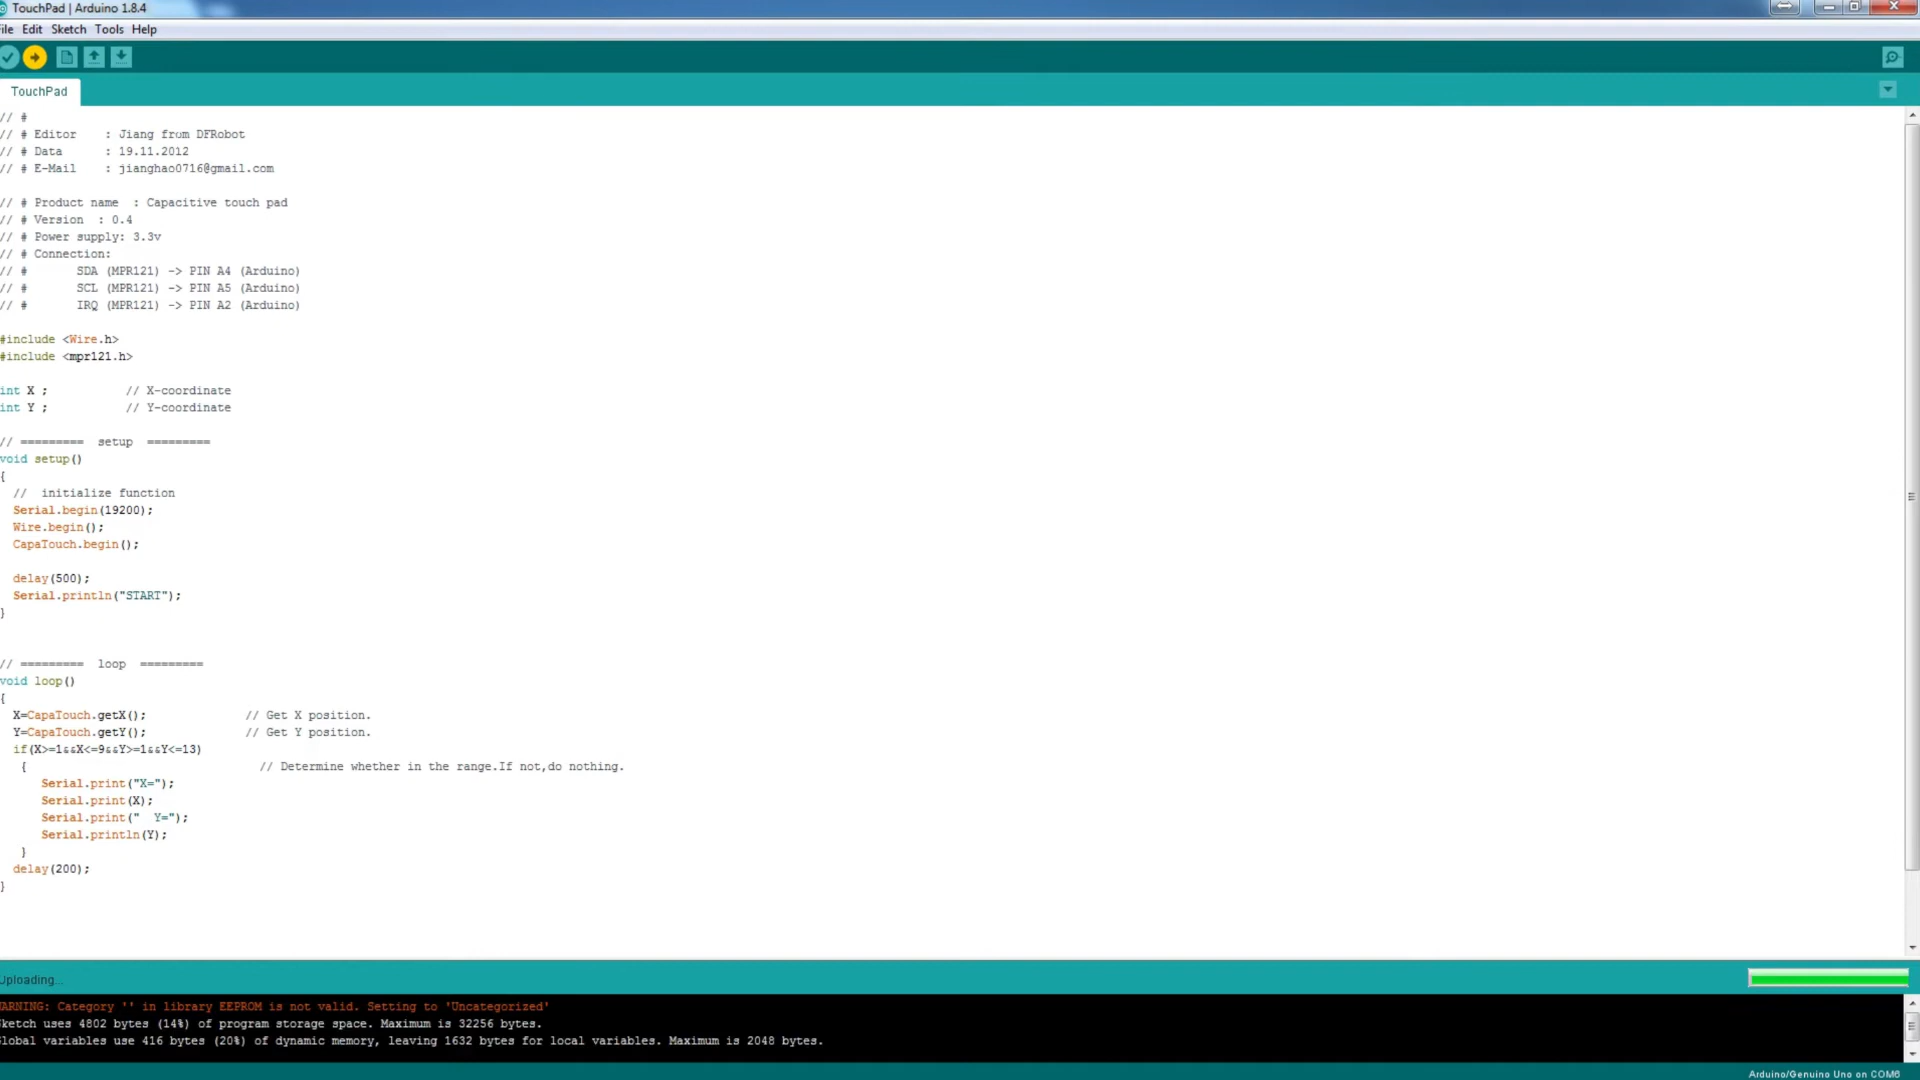 TouchPad | Arduino 1.8.4
ile Edit Sketch Tools Help
TouchPad
// #
// # Editor : Jiang from DFRobot
// # Data : 19.11.2012
// # E-Mail : jianghao0716@gmail.com
// # Product name : Capacitive touch pad
// # Version : 0.4
// # Power supply: 3.3v
// # Connection:
// # SDA (MPR121) -> PIN A4 (Arduino)
// # SCL (MPR121) -> PIN A5 (Arduino)
// # IRQ (MPR121) -> PIN A2 (Arduino)
#include <Wire.h>
#include <mpr121.h>
int X ; // X-coordinate
int Y ; // Y-coordinate
// ========= setup =========
void setup()
{
// initialize function
Serial.begin(19200);
Wire.begin();
CapaTouch.begin();
delay(500);
Serial.println("START");
}
// ========= loop =========
void loop()
{
X=CapaTouch.getX(); // Get X position.
Y=CapaTouch.getY(); // Get Y position.
if(X>=1&&X<=9&&Y>=1&&Y<=13)
{ // Determine whether in the range.If not,do nothing.
Serial.print("X=");
Serial.print(X);
Serial.print("  Y=");
Serial.println(Y);
}
delay(200);
}
Uploading...
ARNING: Category '' in library EEPROM is not valid. Setting to 'Uncategorized'
ketch uses 4802 bytes (14%) of program storage space. Maximum is 32256 bytes.
lobal variables use 416 bytes (20%) of dynamic memory, leaving 1632 bytes for local variables. Maximum is 2048 bytes.
Arduino/Genuino Uno on COM6